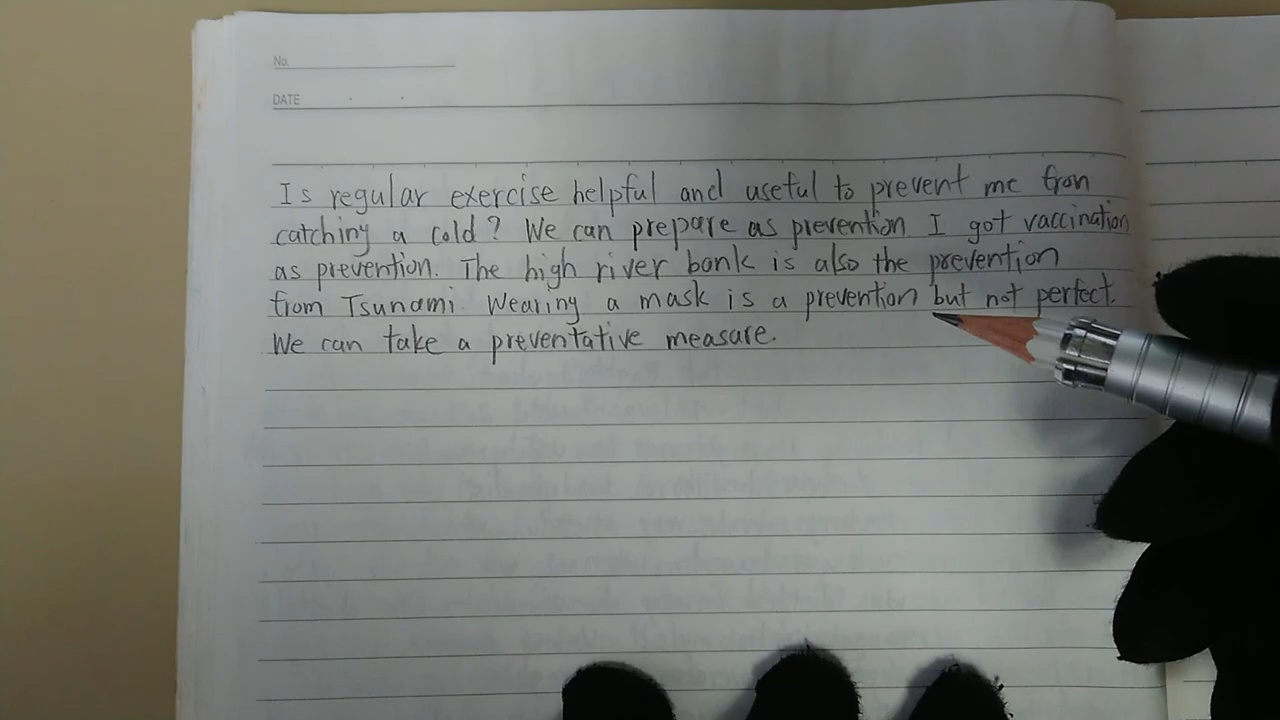 No.
DATE
Is regular exercise helpful and useful to prevent me fron
catching a cold? We can prepare as prevention. I got vaccination
as prevention. The high river bank is also the prevention
from Tsunami. Wearing a mask is a prevention but not perfect.
We can take a preventative measure.